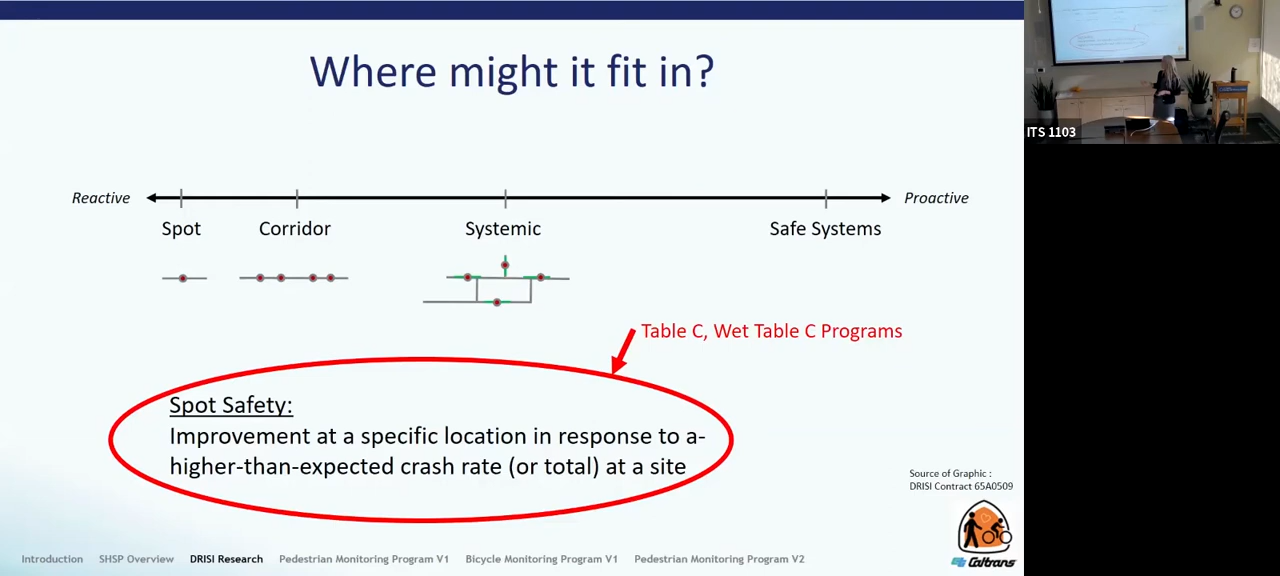 Where might it fit in?
ITS 1103
Reactive
Proactive
Spot
Corridor
Systemic
Safe Systems
Table C, Wet Table C Programs
Spot Safety:
Improvement at a specific location in response to a-
higher-than-expected crash rate (or total) at a site
Source of Graphic :
DRISI Contract 65A0509
Caltrans
Introduction SHSP Overview DRISI Research Pedestrian Monitoring Program V1 Bicycle Monitoring Program V1 Pedestrian Monitoring Program V2